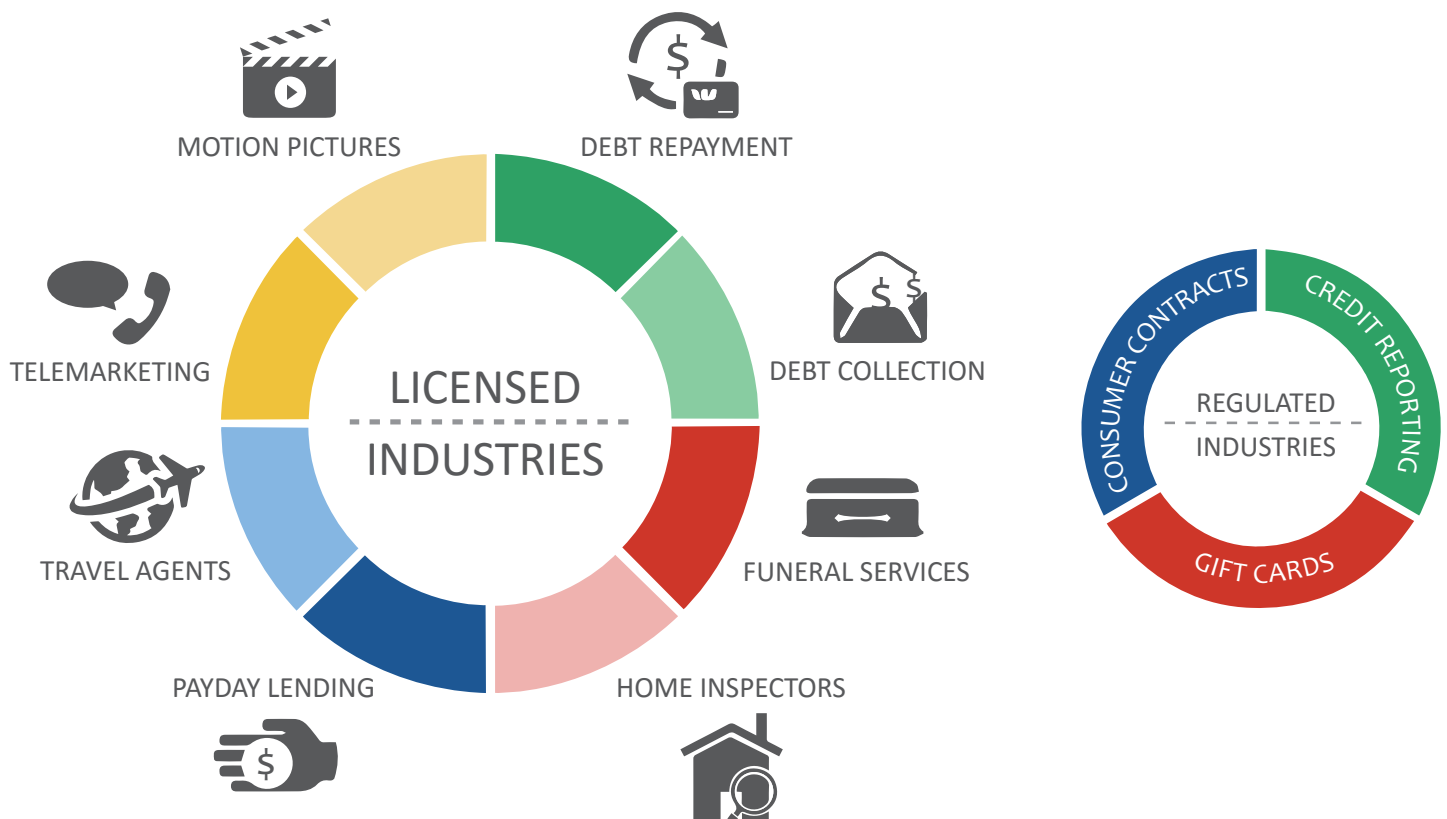 MOTION PICTURES
DEBT REPAYMENT
TELEMARKETING
DEBT COLLECTION
LICENSED
INDUSTRIES
TRAVEL AGENTS
FUNERAL SERVICES
PAYDAY LENDING
HOME INSPECTORS
$
$
$
$
CONSUMER CONTRACTS
CREDIT REPORTING
REGULATED
INDUSTRIES
GIFT CARDS